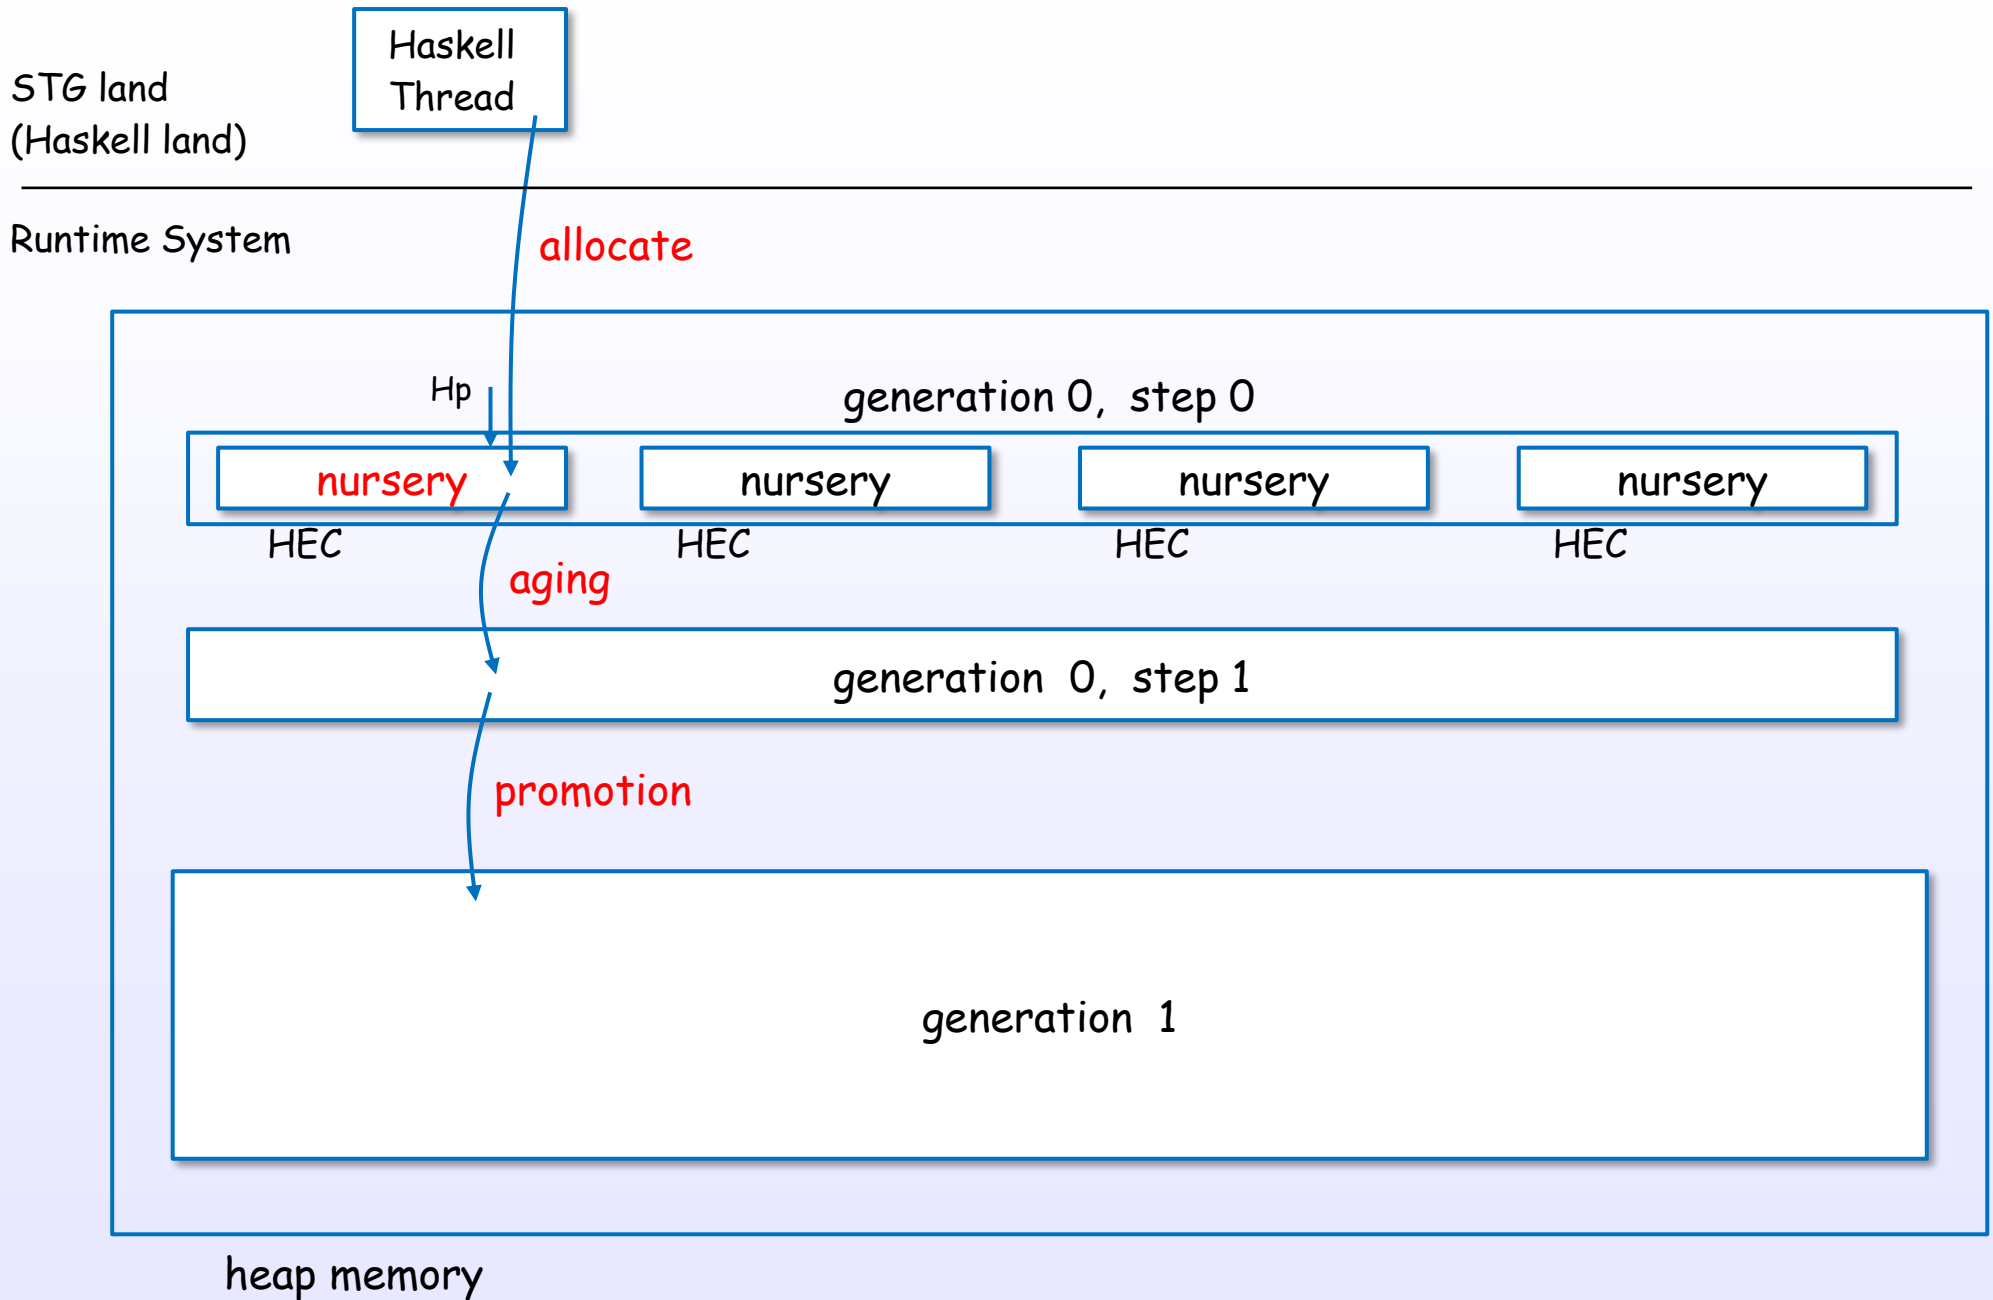 Haskell
Thread
STG land
(Haskell land)
Runtime System
allocate
Hp
generation 0, step 0
nursery
nursery
nursery
nursery
HEC
HEC
HEC
HEC
aging
generation 0, step 1
promotion
generation 1
heap memory